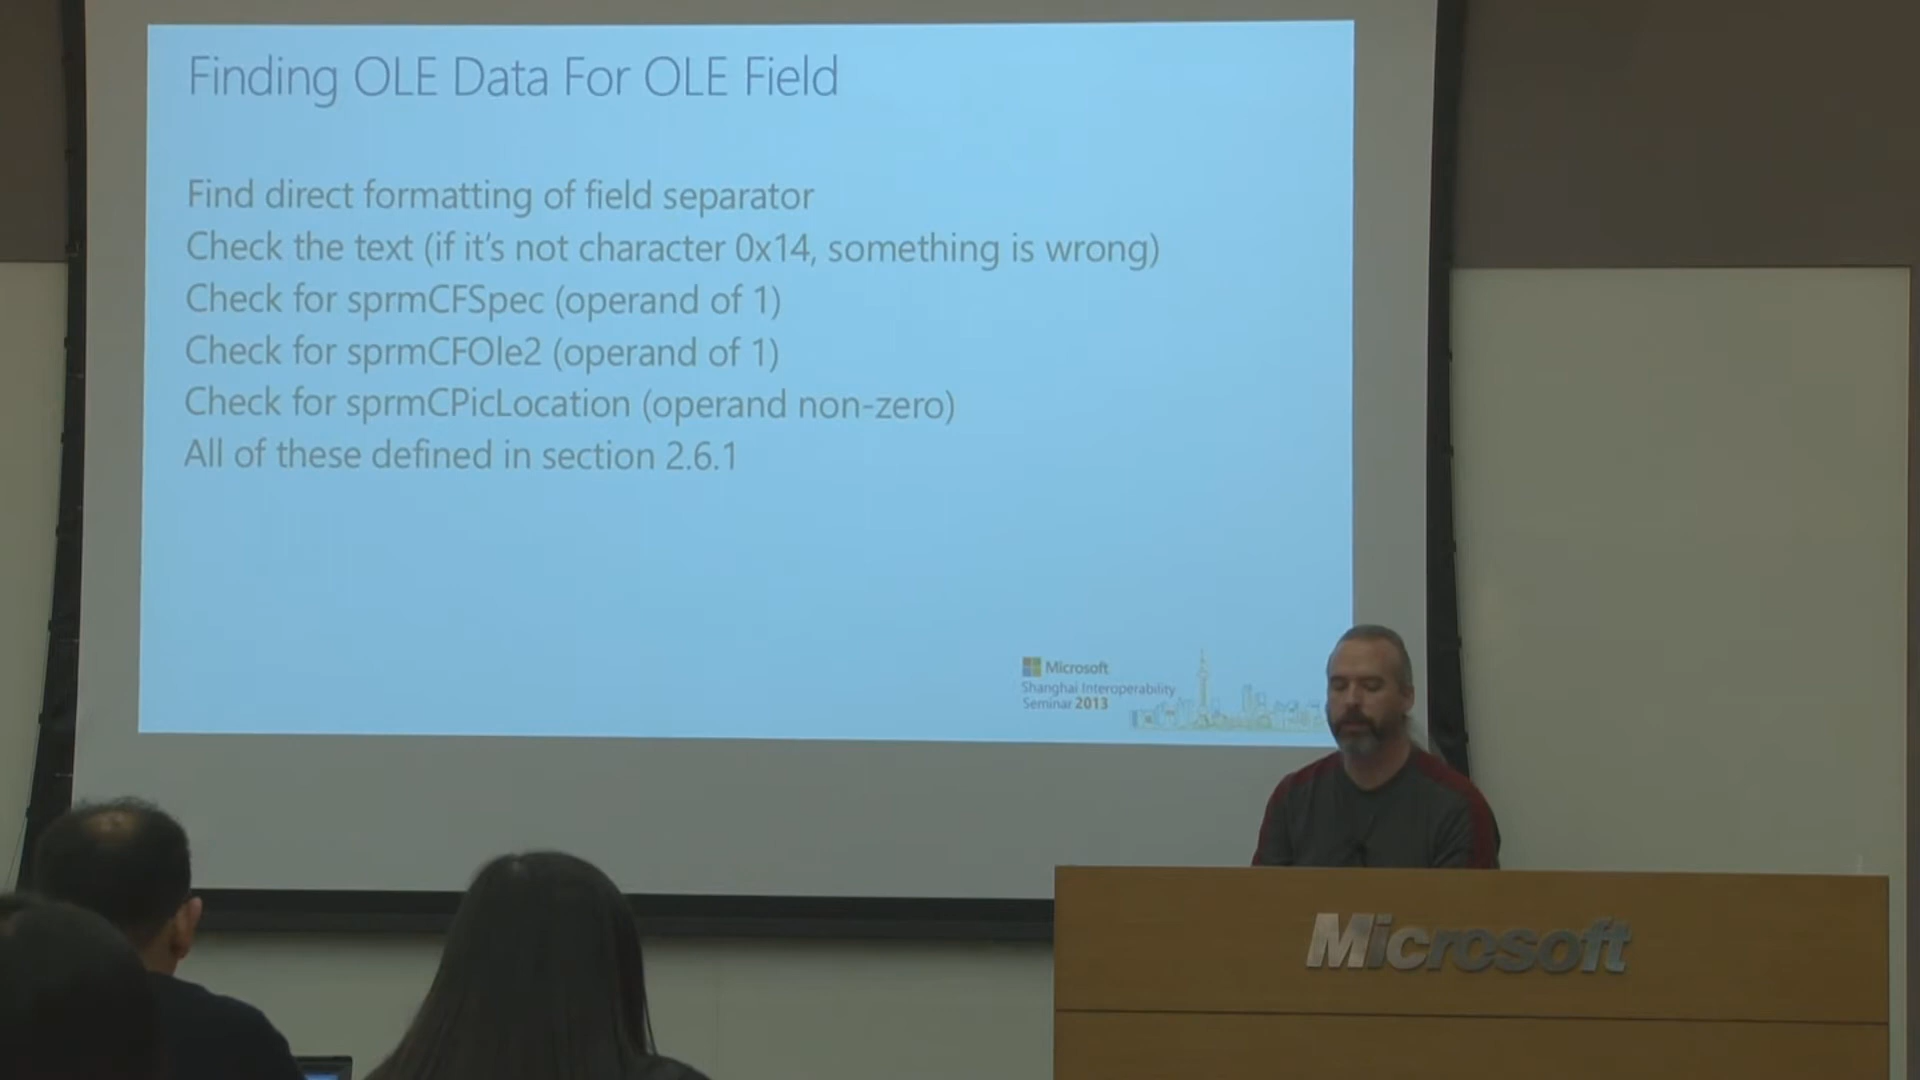 Finding OLE Data For OLE Field
Find direct formatting of field separator
Check the text (if it's not character 0x14, something is wrong)
Check for sprmCFSpec (operand of 1)
Check for sprmCFOle2 (operand of 1)
Check for sprmCPicLocation (operand non-zero)
All of these defined in section 2.6.1
Microsoft
Shanghai Interoperability
Seminar 2013
Microsoft